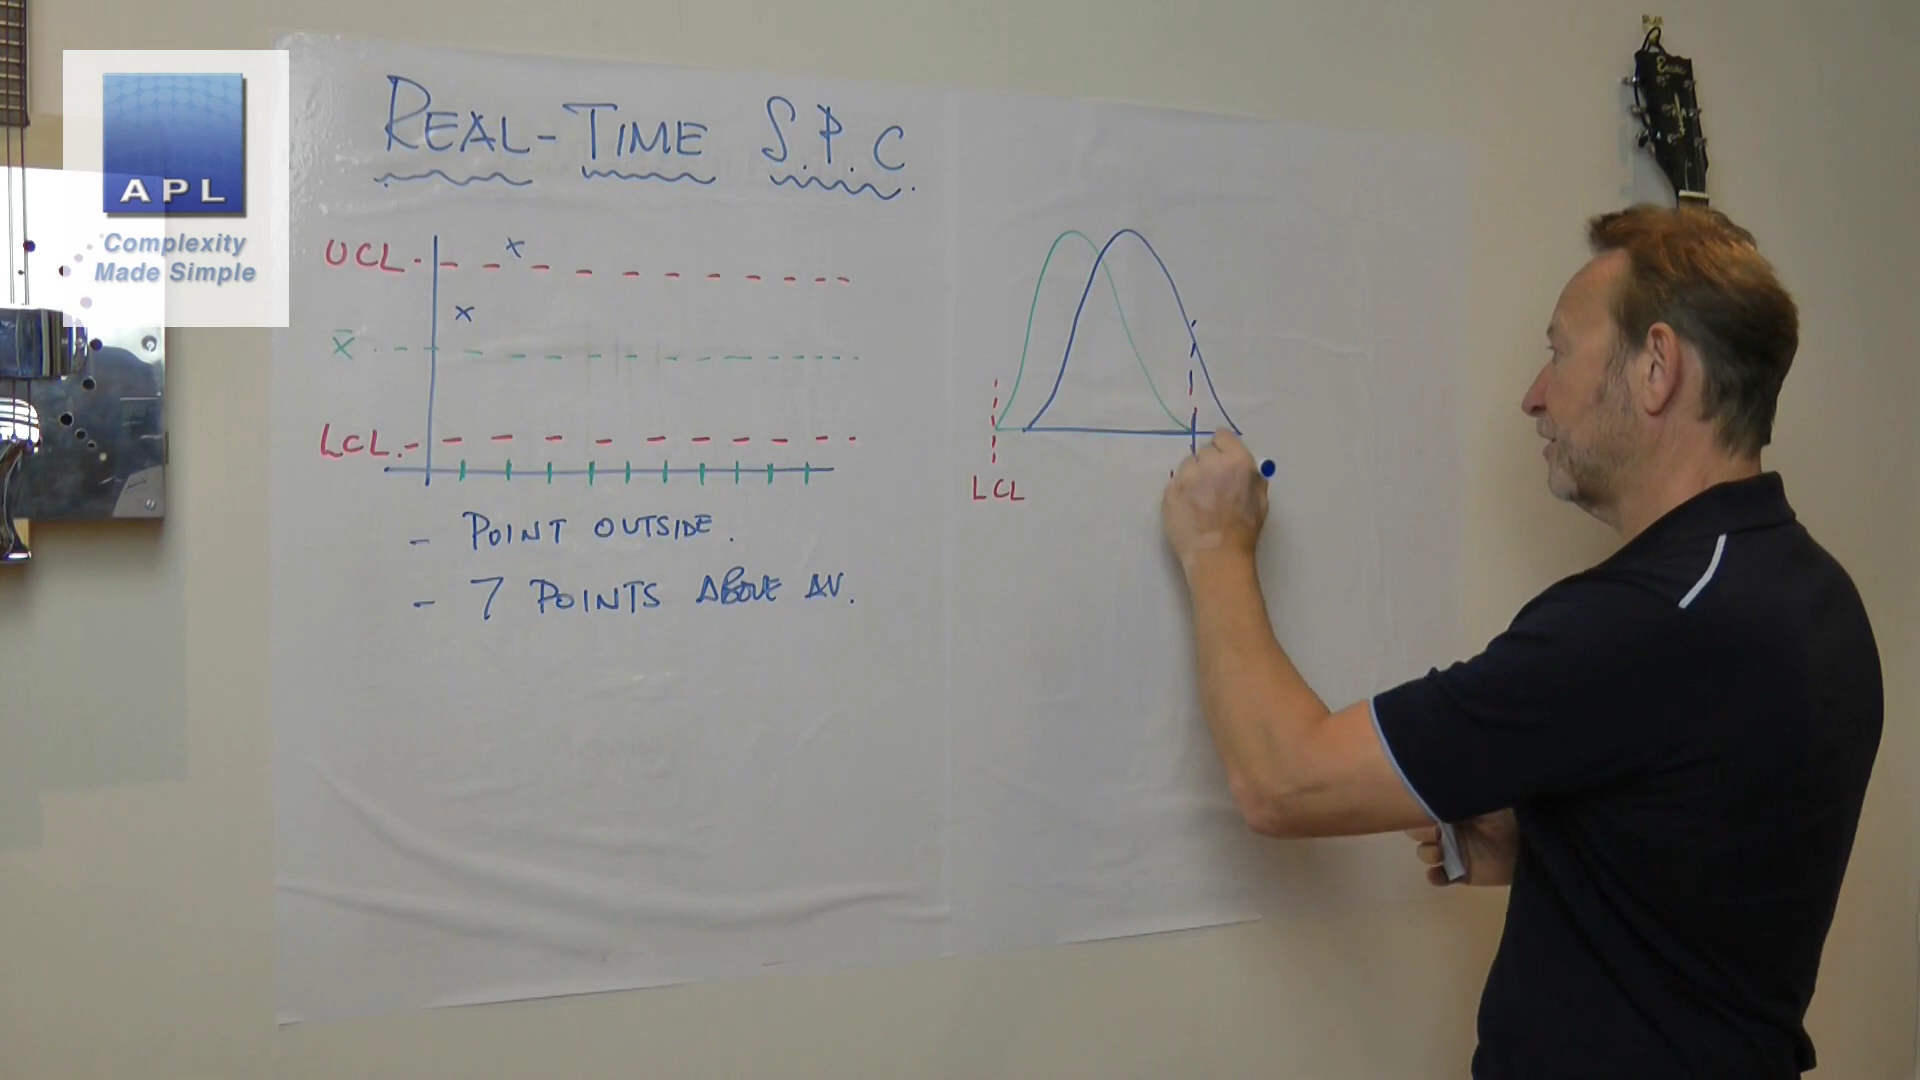 REAL-TIME S.P.C
APL
Complexity
Made Simple
UCL
X̅
LCL
LCL
- POINT OUTSIDE.
- 7 POINTS ABOVE AV.